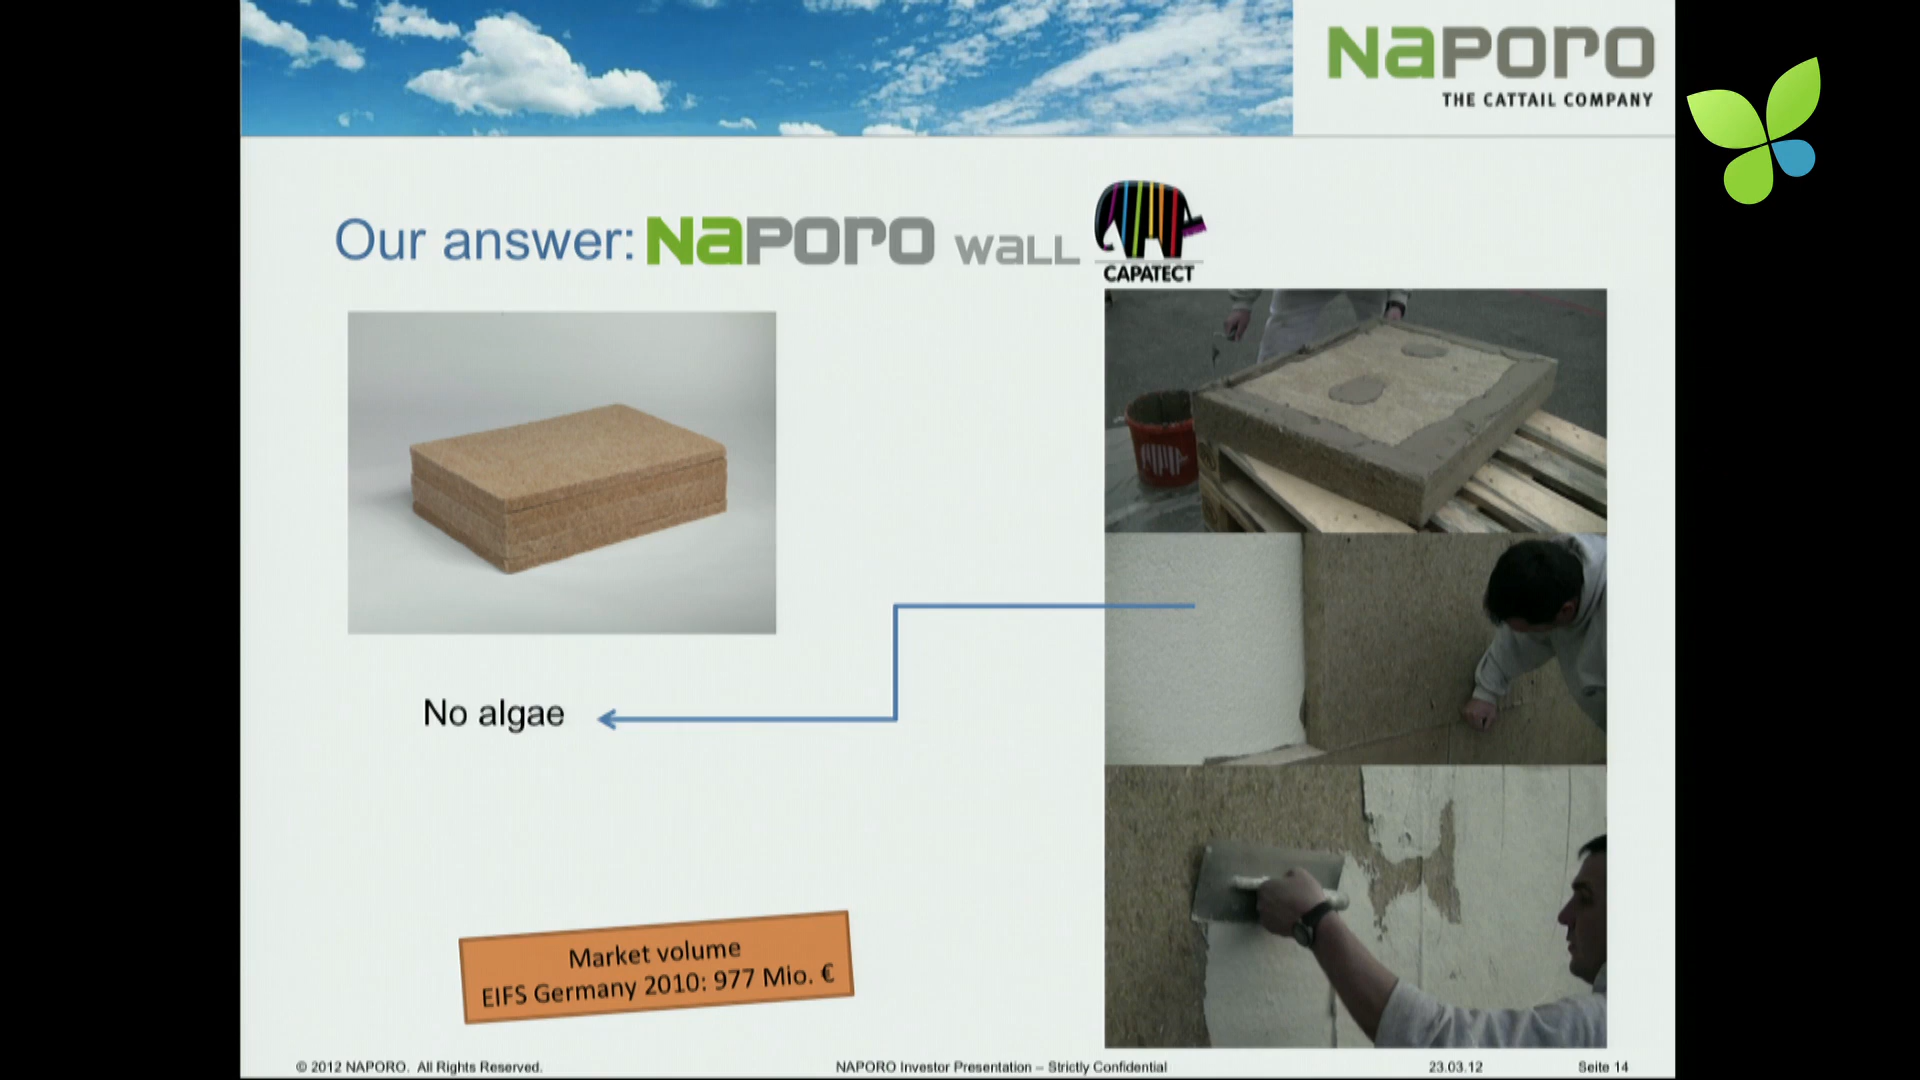 Naporo
THE CATTAIL COMPANY
Our answer: Naporo wall
CAPATECT
No algae
Market volume
EIFS Germany 2010: 977 Mio. €
© 2012 NAPORO. All Rights Reserved.
NAPORO Investor Presentation – Strictly Confidential
23.03.12
Seite 14